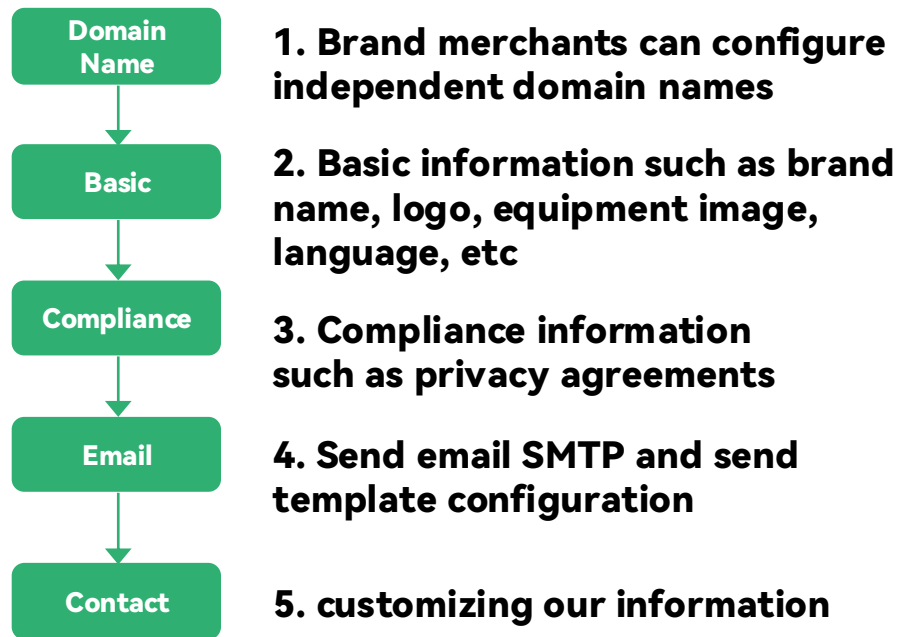 Domain
Name
1. Brand merchants can configure
independent domain names
Basic
2. Basic information such as brand
name, logo, equipment image,
language, etc
Compliance
3. Compliance information
such as privacy agreements
Email
4. Send email SMTP and send
template configuration
Contact
5. customizing our information